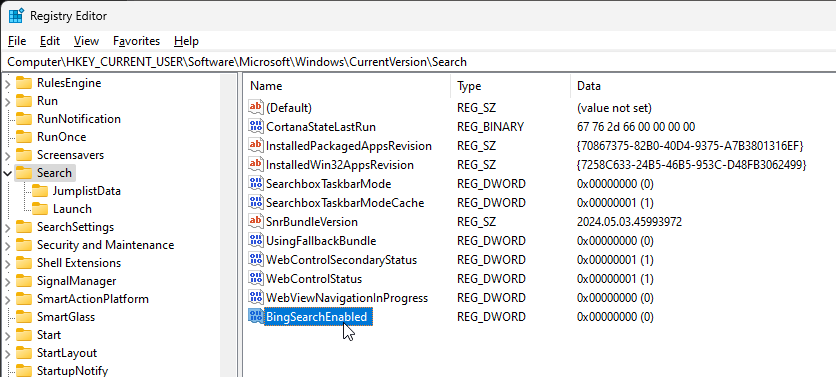 Registry Editor
File Edit View Favorites Help
Computer\HKEY_CURRENT_USER\Software\Microsoft\Windows\CurrentVersion\Search
RulesEngine
Run
RunNotification
RunOnce
Screensavers
Search
JumplistData
Launch
SearchSettings
Security and Maintenance
Shell Extensions
SignalManager
SmartActionPlatform
SmartGlass
Start
StartLayout
StartupNotify
Name Type Data
(Default) REG_SZ (value not set)
CortanaStateLastRun REG_BINARY 67 76 2d 66 00 00 00 00
InstalledPackagedAppsRevision REG_SZ {70867375-82B0-40D4-9375-A7B3801316EF}
InstalledWin32AppsRevision REG_SZ {7258C633-24B5-46B5-953C-D48FB3062499}
SearchboxTaskbarMode REG_DWORD 0x00000000 (0)
SearchboxTaskbarModeCache REG_DWORD 0x00000001 (1)
SnrBundleVersion REG_SZ 2024.05.03.45993972
UsingFallbackBundle REG_DWORD 0x00000000 (0)
WebControlSecondaryStatus REG_DWORD 0x00000001 (1)
WebControlStatus REG_DWORD 0x00000001 (1)
WebViewNavigationInProgress REG_DWORD 0x00000000 (0)
BingSearchEnabled REG_DWORD 0x00000000 (0)